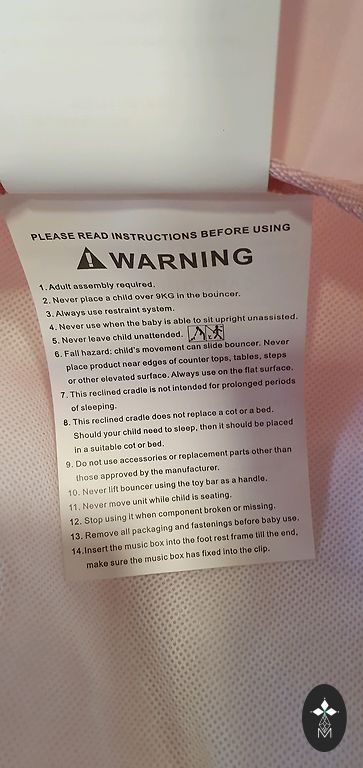 PLEASE READ INSTRUCTIONS BEFORE USING
WARNING
1. Adult assembly required.
2. Never place a child over 9KG in the bouncer.
3. Always use restraint system.
4. Never use when the baby is able to sit upright unassisted.
5. Never leave child unattended.
6. Fall hazard: child's movement can slide bouncer. Never
place product near edges of counter tops, tables, steps
or other elevated surface. Always use on the flat surface.
7. This reclined cradle is not intended for prolonged periods
of sleeping.
8. This reclined cradle does not replace a cot or a bed.
Should your child need to sleep, then it should be placed
in a suitable cot or bed.
9. Do not use accessories or replacement parts other than
those approved by the manufacturer.
10. Never lift bouncer using the toy bar as a handle.
11. Never move unit while child is seating.
12. Stop using it when component broken or missing.
13. Remove all packaging and fastenings before baby use.
14.Insert the music box into the foot rest frame till the end,
make sure the music box has fixed into the clip.
M